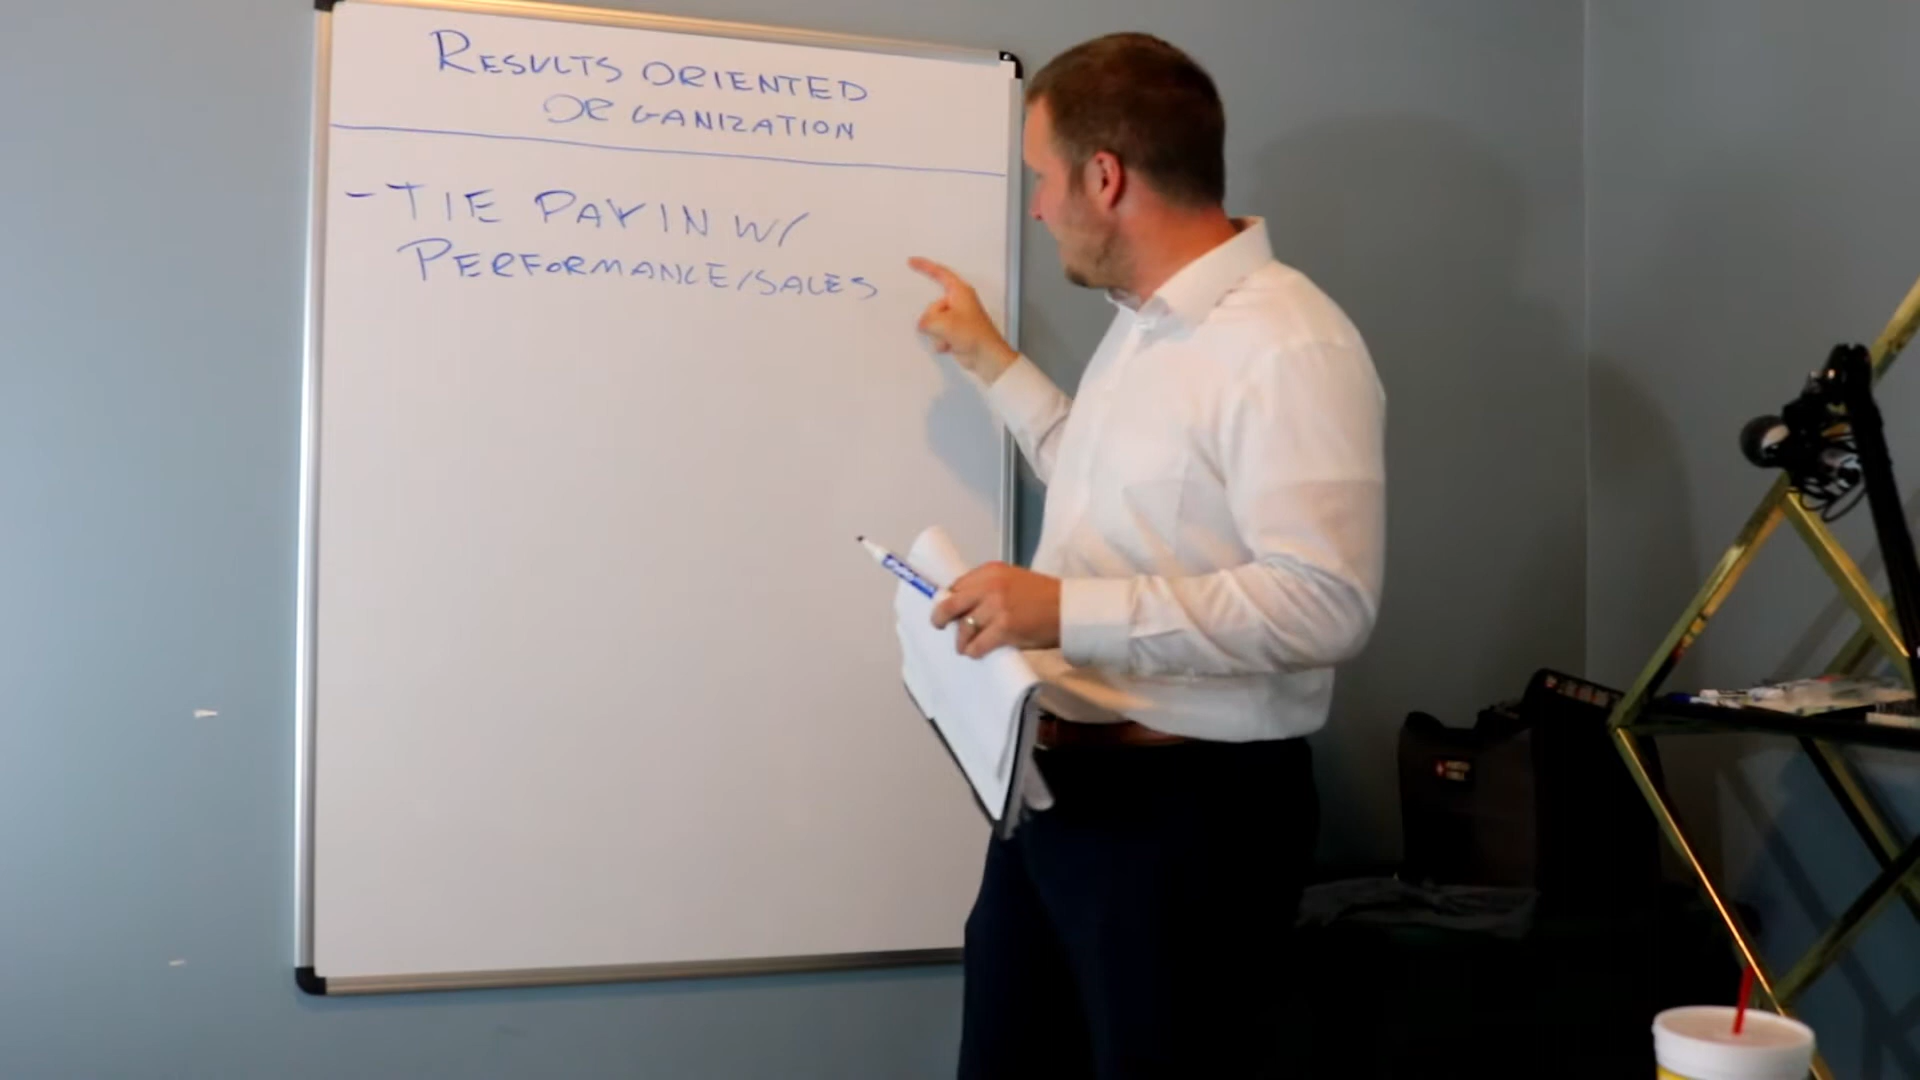 RESULTS ORIENTED
ORGANIZATION
- TIE PAY IN W/
PERFORMANCE/SALES